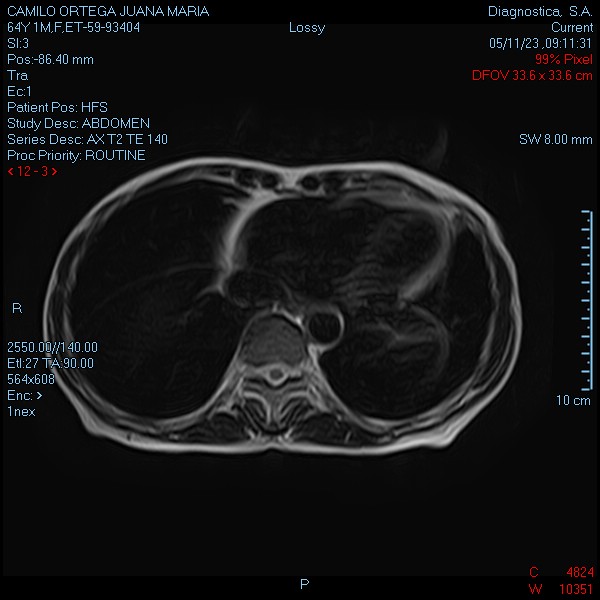 CAMILO ORTEGA JUANA MARIA
64Y 1M,F,ET-59-93404
Sl:3
Pos:-86.40 mm
Tra
Ec:1
Patient Pos: HFS
Study Desc: ABDOMEN
Series Desc: AX T2 TE 140
Proc Priority: ROUTINE
< 12 - 3 >
Lossy
Diagnostica, S.A.
Current
05/11/23 ,09:11:31
99% Pixel
DFOV 33.6 x 33.6 cm
SW 8.00 mm
R
2550.00//140.00
Etl:27 TA:90.00
564x608
Enc: >
1nex
10 cm
P
C 4824
W 10351